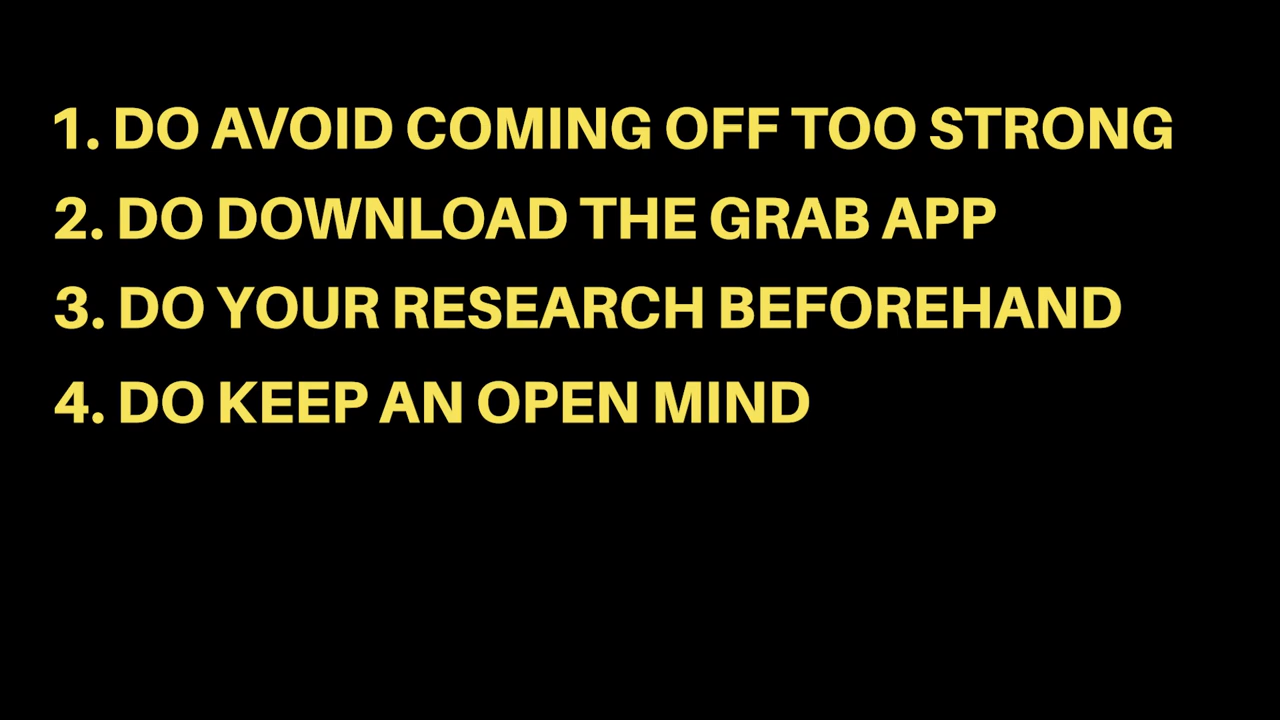 1. DO AVOID COMING OFF TOO STRONG
2. DO DOWNLOAD THE GRAB APP
3. DO YOUR RESEARCH BEFOREHAND
4. DO KEEP AN OPEN MIND